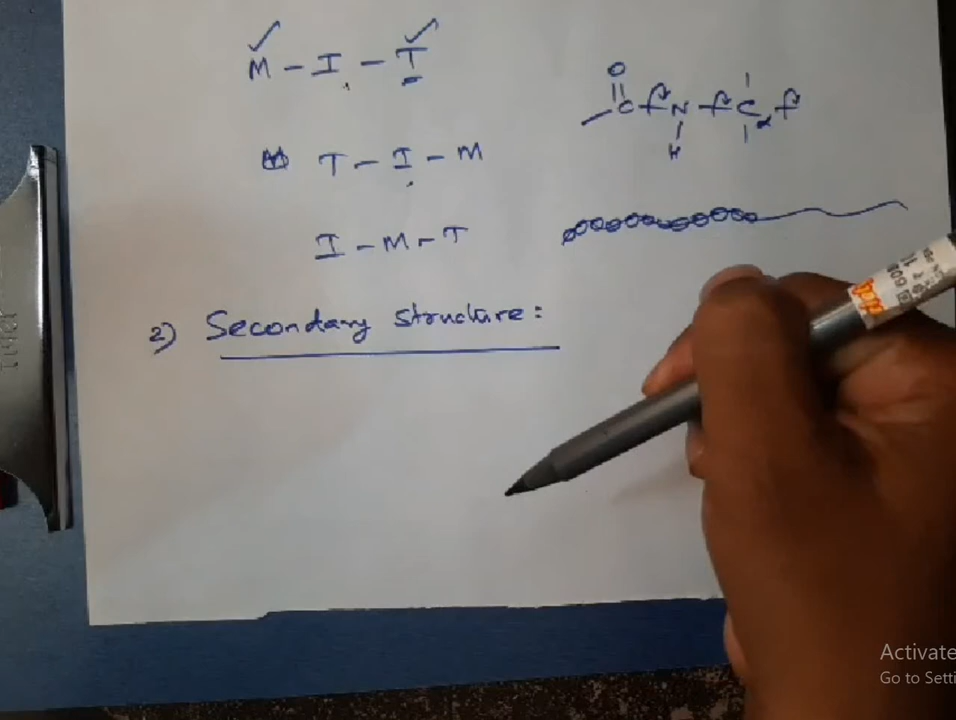 M - I - T
T - I - M
I - M - T
O
C N C
H
2) Secondary structure:
Activate
Go to Setti